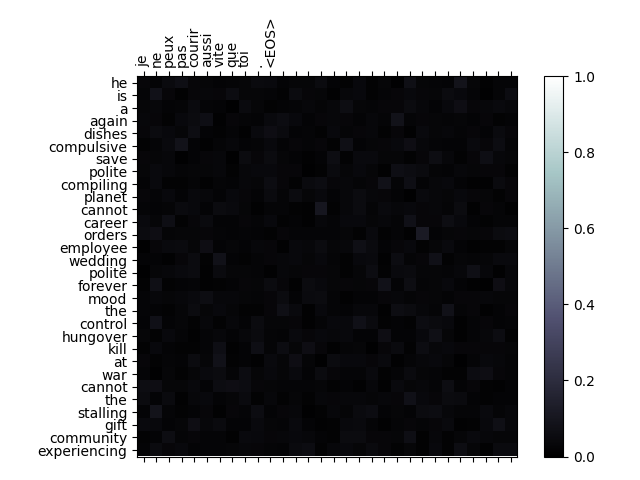 je
ne
peux
pas
courir
aussi
vite
que
toi
.
<EOS>
he
is
a
again
dishes
compulsive
save
polite
compiling
planet
cannot
career
orders
employee
wedding
polite
forever
mood
the
control
hungover
kill
at
war
cannot
the
stalling
gift
community
experiencing
1.0
0.8
0.6
0.4
0.2
0.0